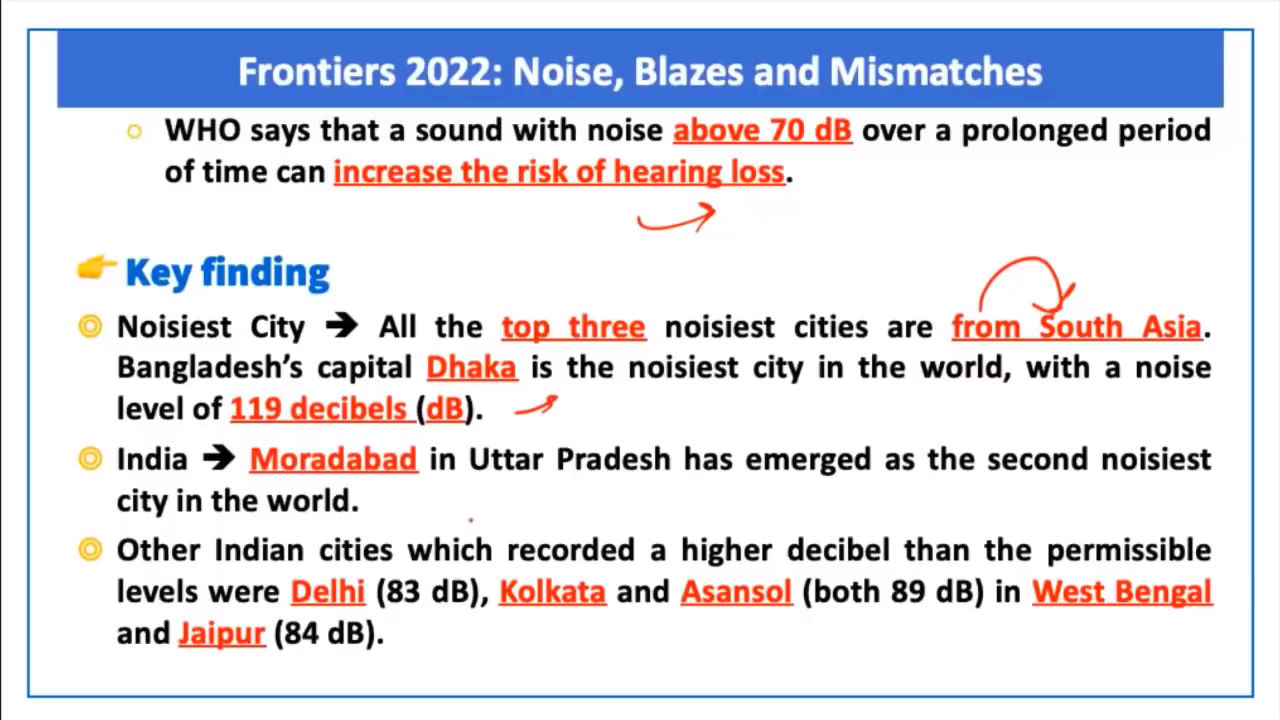 Frontiers 2022: Noise, Blazes and Mismatches
WHO says that a sound with noise above 70 dB over a prolonged period
of time can increase the risk of hearing loss.
Key finding
Noisiest City → All the top three noisiest cities are from South Asia.
Bangladesh's capital Dhaka is the noisiest city in the world, with a noise
level of 119 decibels (dB).
India → Moradabad in Uttar Pradesh has emerged as the second noisiest
city in the world.
Other Indian cities which recorded a higher decibel than the permissible
levels were Delhi (83 dB), Kolkata and Asansol (both 89 dB) in West Bengal
and Jaipur (84 dB).